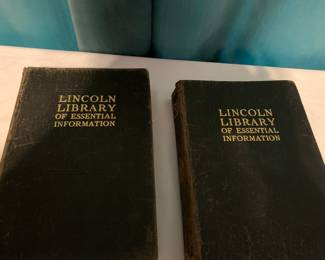 LINCOLN
LIBRARY
OF ESSENTIAL
INFORMATION
LINCOLN
LIBRARY
OF ESSENTIAL
INFORMATION